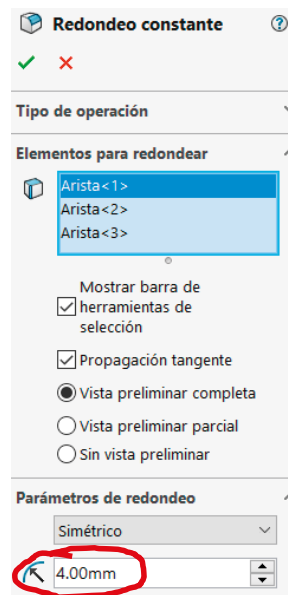 Redondeo constante
Tipo de operación
Elementos para redondear
Arista<1>
Arista<2>
Arista<3>
Mostrar barra de
herramientas de
selección
Propagación tangente
Vista preliminar completa
Vista preliminar parcial
Sin vista preliminar
Parámetros de redondeo
Simétrico
4.00mm